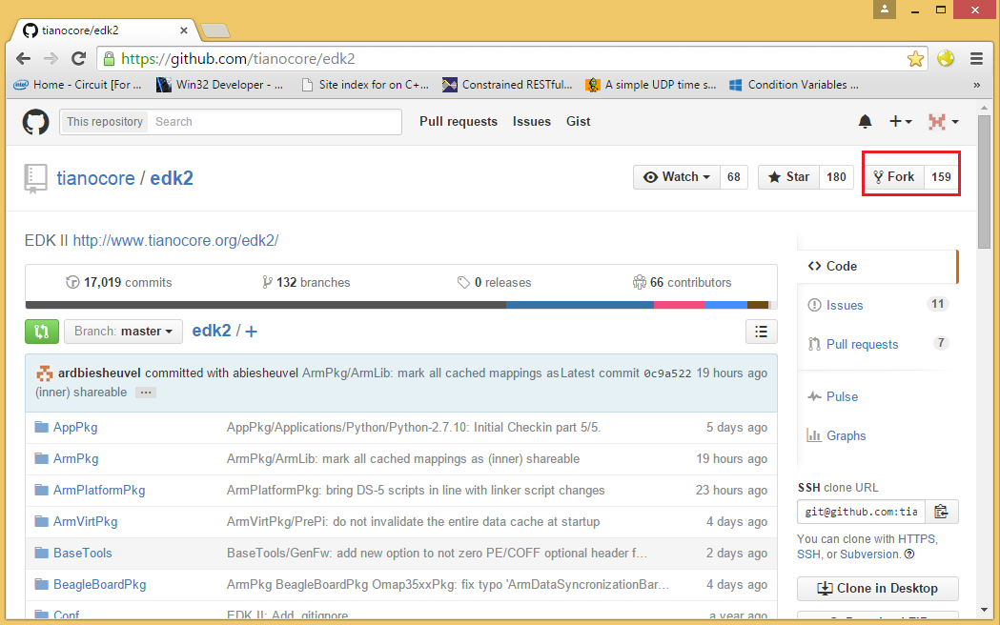 tianocore/edk2
https://github.com/tianocore/edk2
Home - Circuit [For ... Win32 Developer - ... Site index for on C+... Constrained RESTful... A simple UDP time s... Condition Variables ... »
This repository Search Pull requests Issues Gist
tianocore / edk2 Watch 68 Star 180 Fork 159
EDK II http://www.tianocore.org/edk2/
17,019 commits 132 branches 0 releases 66 contributors
Code
Issues 11
Branch: master edk2 / +
Pull requests 7
ardbiesheuvel committed with abiesheuvel ArmPkg/ArmLib: mark all cached mappings as Latest commit 0c9a522 19 hours ago
(inner) shareable ...
Pulse
AppPkg AppPkg/Applications/Python/Python-2.7.10: Initial Checkin part 5/5. 5 days ago
Graphs
ArmPkg ArmPkg/ArmLib: mark all cached mappings as (inner) shareable 19 hours ago
ArmPlatformPkg ArmPlatformPkg: bring DS-5 scripts in line with linker script changes 23 hours ago
SSH clone URL
git@github.com:tia
ArmVirtPkg ArmVirtPkg/PrePi: do not invalidate the entire data cache at startup 4 days ago
You can clone with HTTPS,
SSH, or Subversion.
BaseTools BaseTools/GenFw: add new option to not zero PE/COFF optional header f... 2 days ago
BeagleBoardPkg ArmPkg BeagleBoardPkg Omap35xxPkg: fix typo 'ArmDataSyncronizationBar... 4 days ago
Clone in Desktop
Conf EDK II: Add .gitignore a year ago